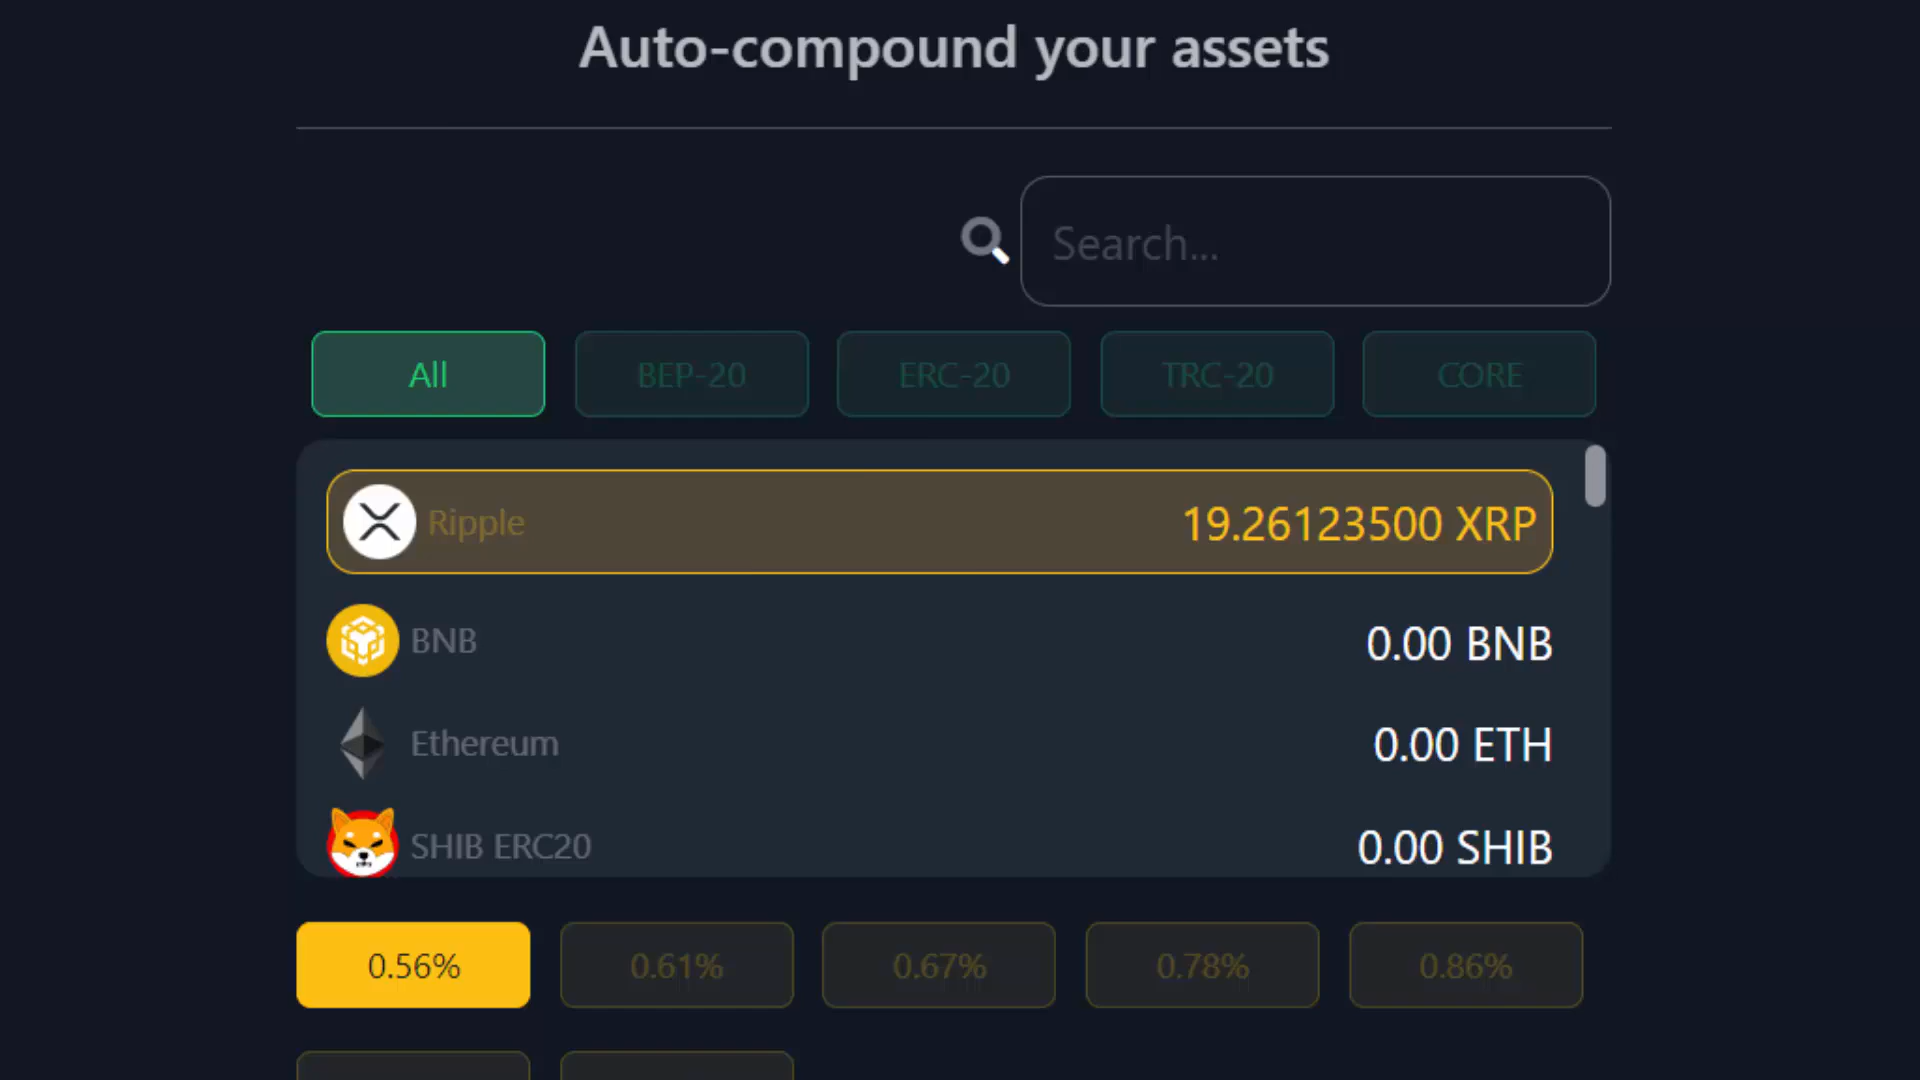 Auto-compound your assets
Search...
All BEP-20 ERC-20 TRC-20 CORE
Ripple 19.26123500 XRP
BNB 0.00 BNB
Ethereum 0.00 ETH
SHIB ERC20 0.00 SHIB
0.56% 0.61% 0.67% 0.78% 0.86%